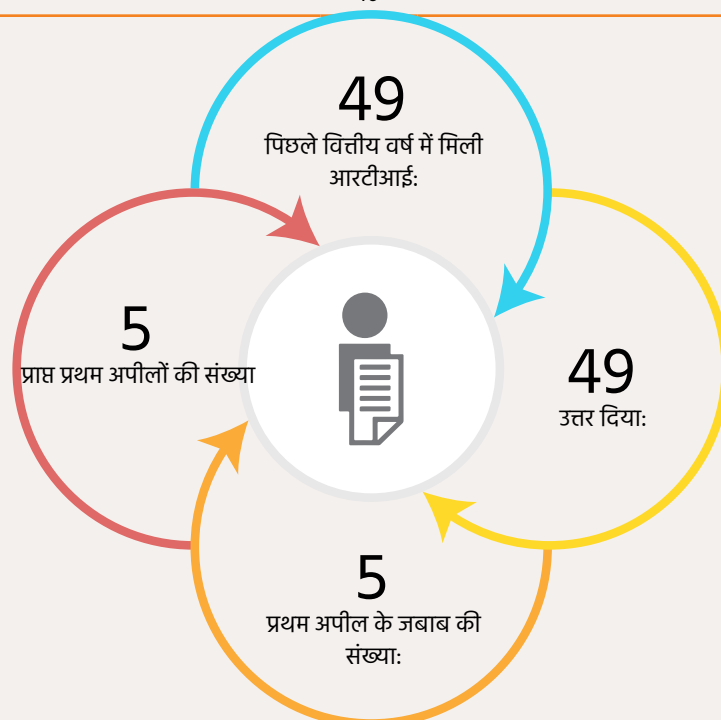 49
पिछले वित्तीय वर्ष में मिली
आरटीआई:
5
प्राप्त प्रथम अपीलों की संख्या
49
उत्तर दिया:
5
प्रथम अपील के जबाब की
संख्या: